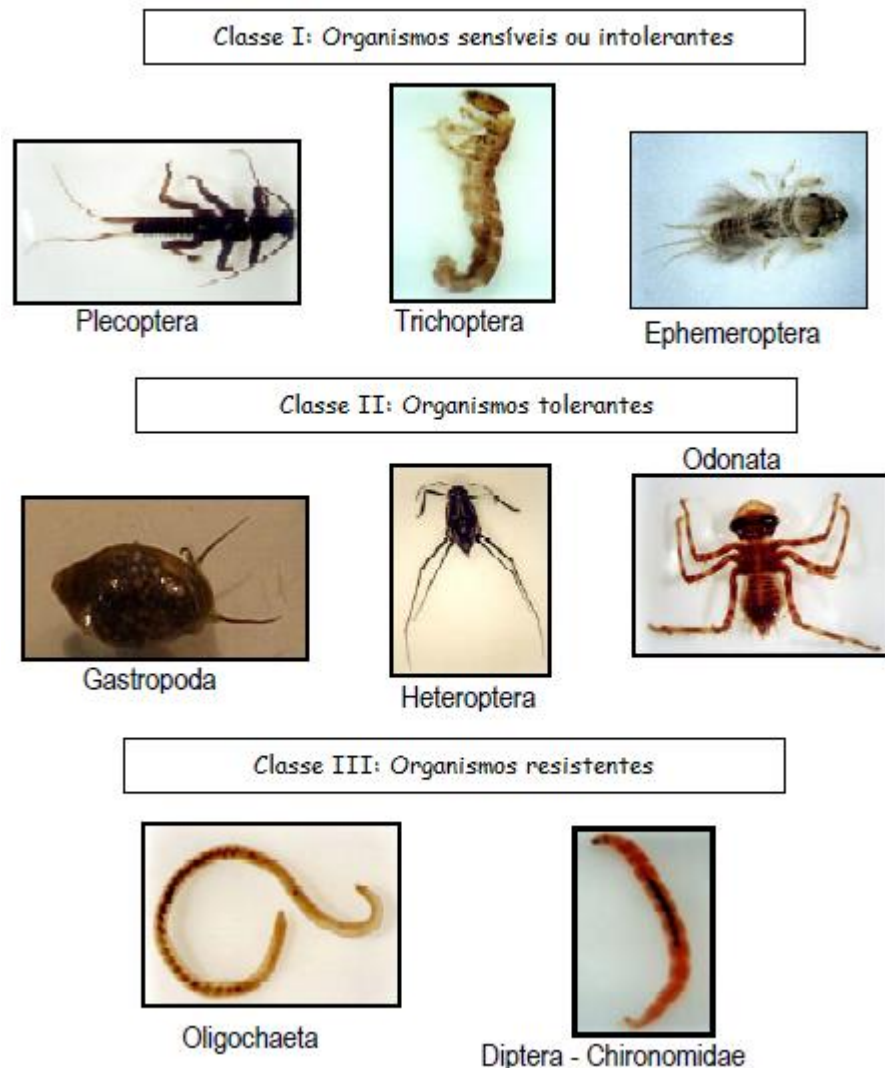 Classe I: Organismos sensíveis ou intolerantes
Plecoptera
Trichoptera
Ephemeroptera
Classe II: Organismos tolerantes
Odonata
Gastropoda
Heteroptera
Classe III: Organismos resistentes
Oligochaeta
Diptera - Chironomidae